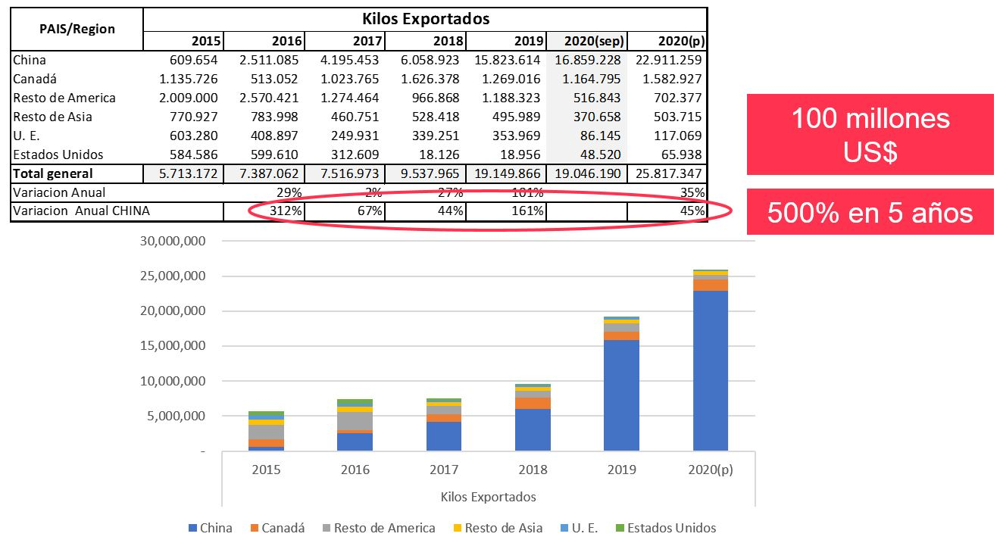 PAIS/Region Kilos Exportados
2015 2016 2017 2018 2019 2020(sep) 2020(p)
China 609.654 2.511.085 4.195.453 6.058.923 15.823.614 16.859.228 22.911.259
Canadá 1.135.726 513.052 1.023.765 1.626.378 1.269.016 1.164.795 1.582.927
Resto de America 2.009.000 2.570.421 1.274.464 966.868 1.188.323 516.843 702.377
Resto de Asia 770.927 783.998 460.751 528.418 495.989 370.658 503.715
U. E. 603.280 408.897 249.931 339.251 353.969 86.145 117.069
Estados Unidos 584.586 599.610 312.609 18.126 18.956 48.520 65.938
Total general 5.713.172 7.387.062 7.516.973 9.537.965 19.149.866 19.046.190 25.817.347
Variacion Anual 29% 2% 27% 101% 35%
Variacion Anual CHINA 312% 67% 44% 161% 45%
100 millones
US$
500% en 5 años
30,000,000
25,000,000
20,000,000
15,000,000
10,000,000
5,000,000
-
2015 2016 2017 2018 2019 2020(p)
Kilos Exportados
China Canadá Resto de America Resto de Asia U. E. Estados Unidos